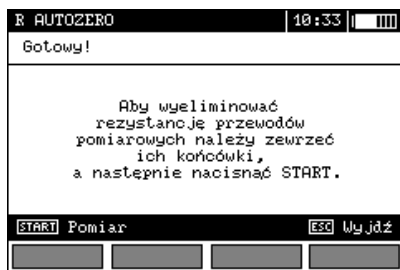 R AUTOZERO 10:33
Gotowy!
Aby wyeliminować
rezystancję przewodów
pomiarowych należy zewrzeć
ich końcówki,
a następnie nacisnąć START.
START Pomiar ESC Wyjdź